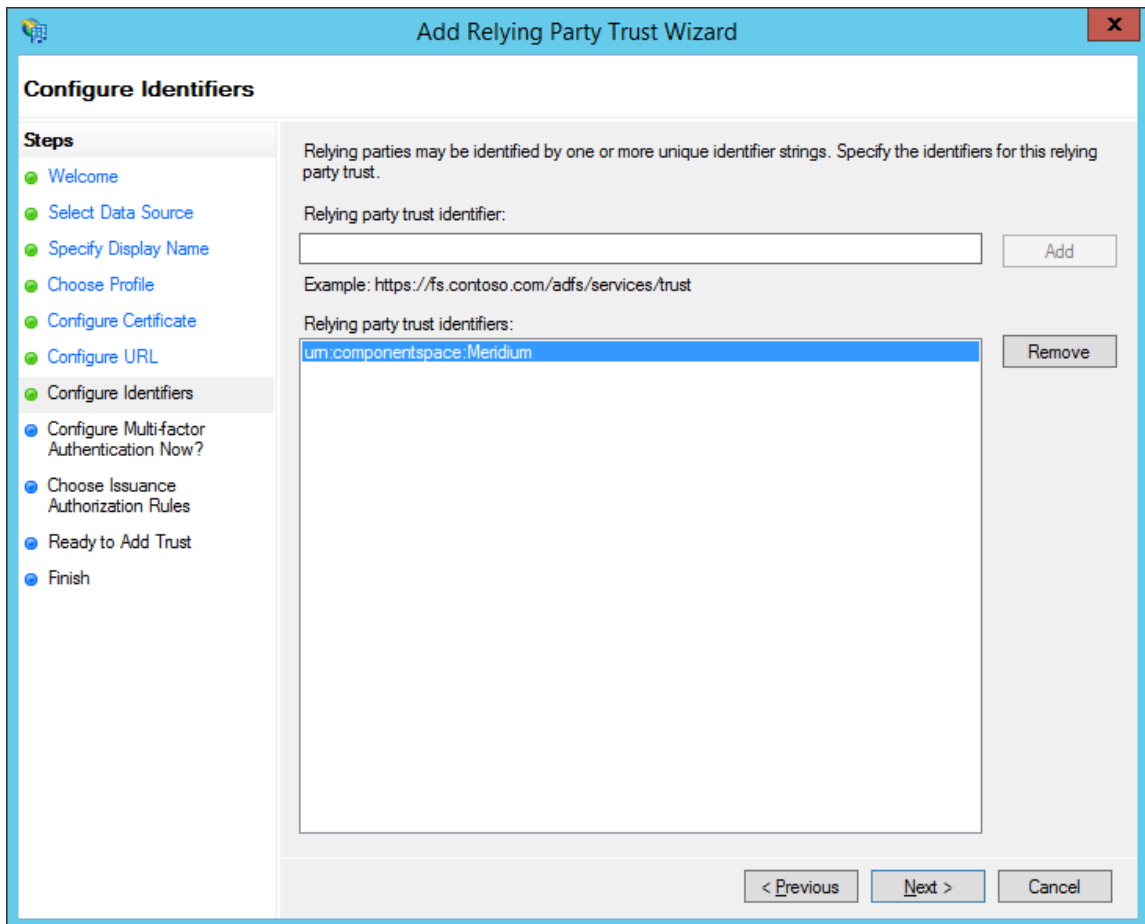 Add Relying Party Trust Wizard
x
Configure Identifiers
Steps
Welcome
Select Data Source
Specify Display Name
Choose Profile
Configure Certificate
Configure URL
Configure Identifiers
Configure Multi-factor
Authentication Now?
Choose Issuance
Authorization Rules
Ready to Add Trust
Finish
Relying parties may be identified by one or more unique identifier strings. Specify the identifiers for this relying
party trust.
Relying party trust identifier:
Add
Example: https://fs.contoso.com/adfs/services/trust
Relying party trust identifiers:
urn:componentspace:Meridium
Remove
< Previous
Next >
Cancel